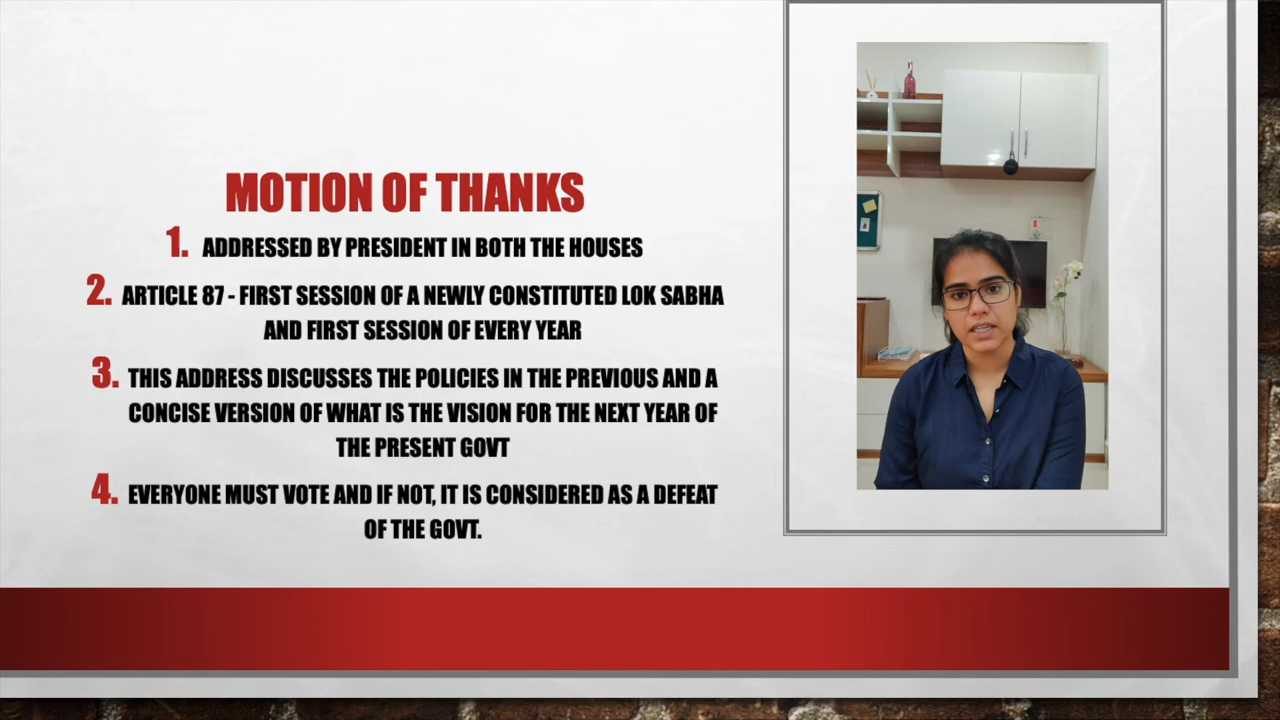 MOTION OF THANKS
1. ADDRESSED BY PRESIDENT IN BOTH THE HOUSES
2. ARTICLE 87 - FIRST SESSION OF A NEWLY CONSTITUTED LOK SABHA
AND FIRST SESSION OF EVERY YEAR
3. THIS ADDRESS DISCUSSES THE POLICIES IN THE PREVIOUS AND A
CONCISE VERSION OF WHAT IS THE VISION FOR THE NEXT YEAR OF
THE PRESENT GOVT
4. EVERYONE MUST VOTE AND IF NOT, IT IS CONSIDERED AS A DEFEAT
OF THE GOVT.